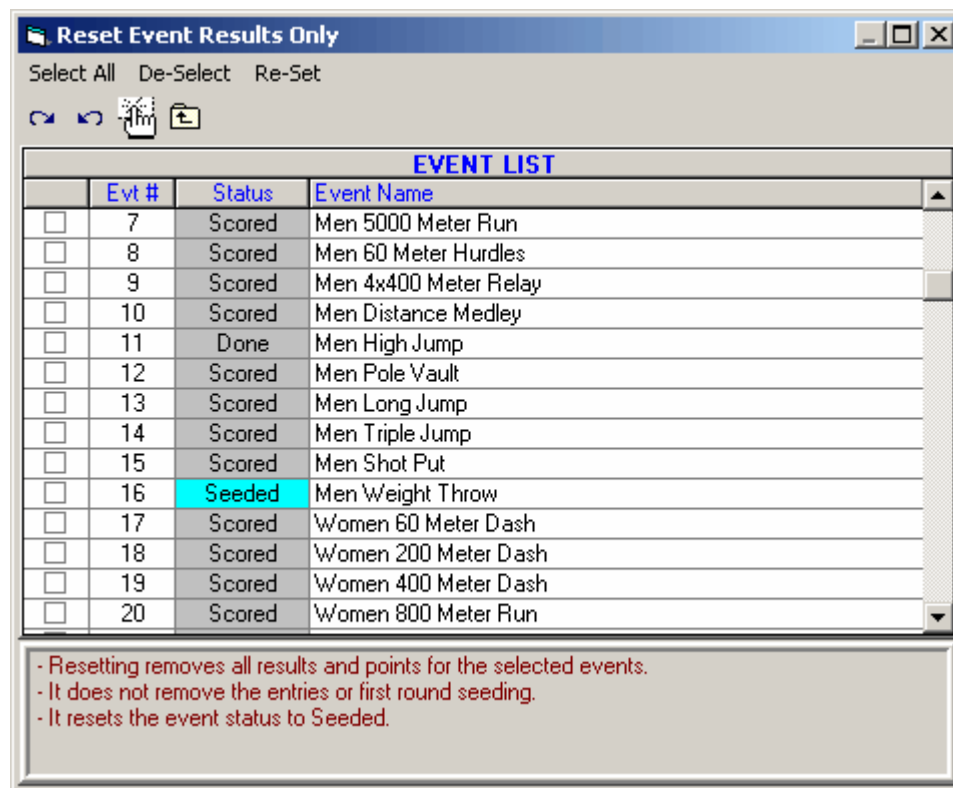 Reset Event Results Only
Select All De-Select Re-Set
EVENT LIST
Evt # Status Event Name
7 Scored Men 5000 Meter Run
8 Scored Men 60 Meter Hurdles
9 Scored Men 4x400 Meter Relay
10 Scored Men Distance Medley
11 Done Men High Jump
12 Scored Men Pole Vault
13 Scored Men Long Jump
14 Scored Men Triple Jump
15 Scored Men Shot Put
16 Seeded Men Weight Throw
17 Scored Women 60 Meter Dash
18 Scored Women 200 Meter Dash
19 Scored Women 400 Meter Dash
20 Scored Women 800 Meter Run
- Resetting removes all results and points for the selected events.
- It does not remove the entries or first round seeding.
- It resets the event status to Seeded.